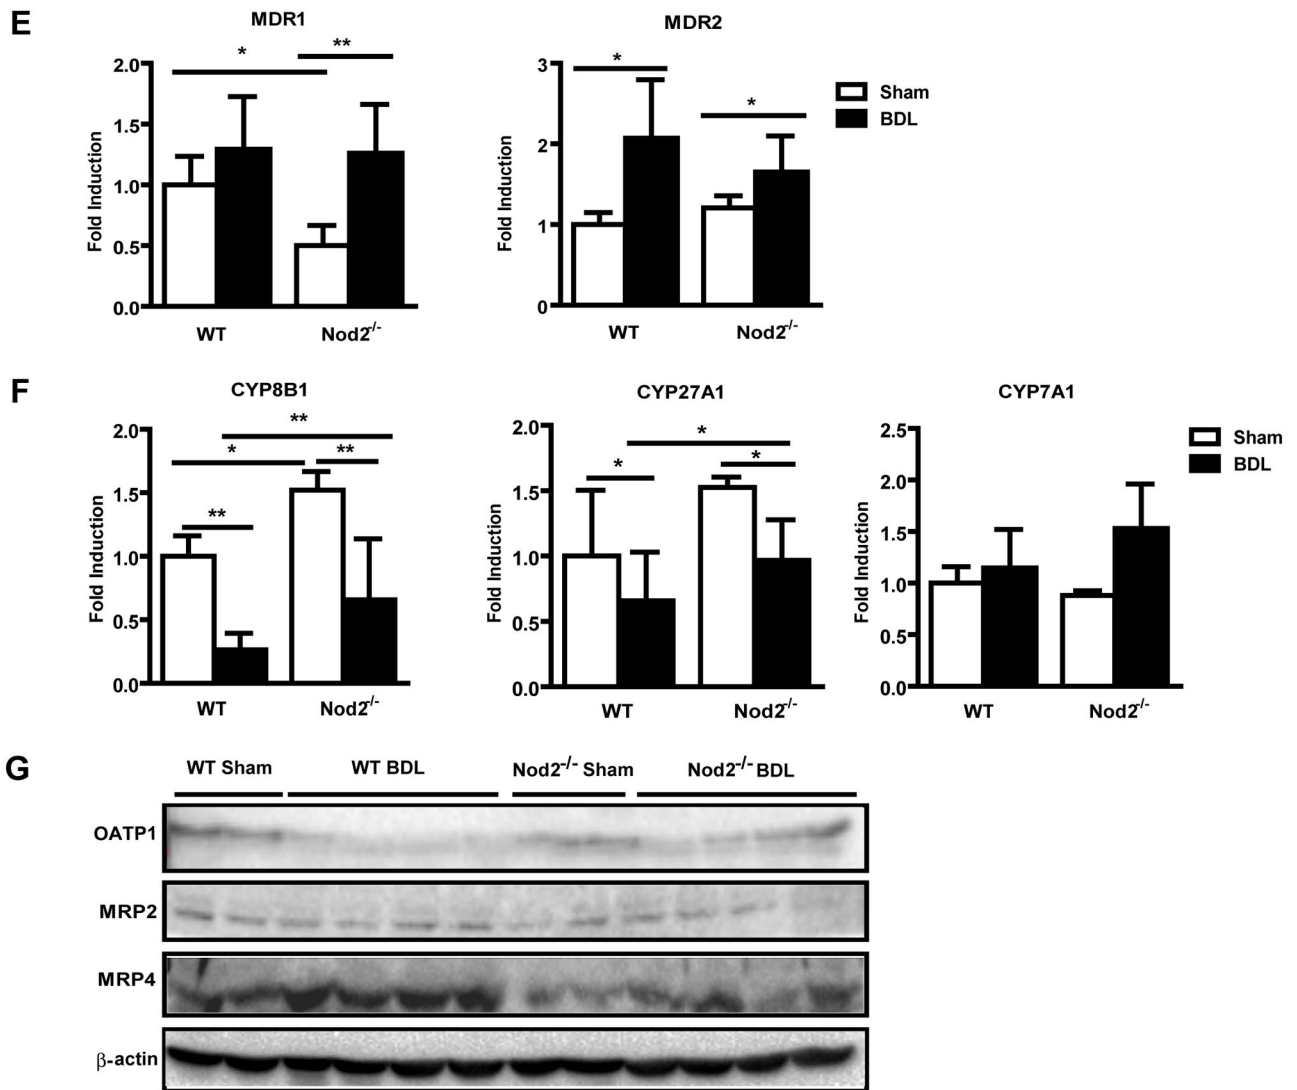 E
MDR1
MDR2
* **
* *
Sham
BDL
Fold Induction
2.0
1.5
1.0
0.5
0.0
WT Nod2-/-
Fold Induction
3
2
1
0
WT Nod2-/-
F
CYP8B1
CYP27A1
CYP7A1
Sham
BDL
**
* **
**
Fold Induction
2.0
1.5
1.0
0.5
0.0
WT Nod2-/-
*
* *
Fold Induction
2.0
1.5
1.0
0.5
0.0
WT Nod2-/-
Fold Induction
2.5
2.0
1.5
1.0
0.5
0.0
WT Nod2-/-
G
WT Sham WT BDL Nod2-/- Sham Nod2-/- BDL
OATP1
MRP2
MRP4
β-actin